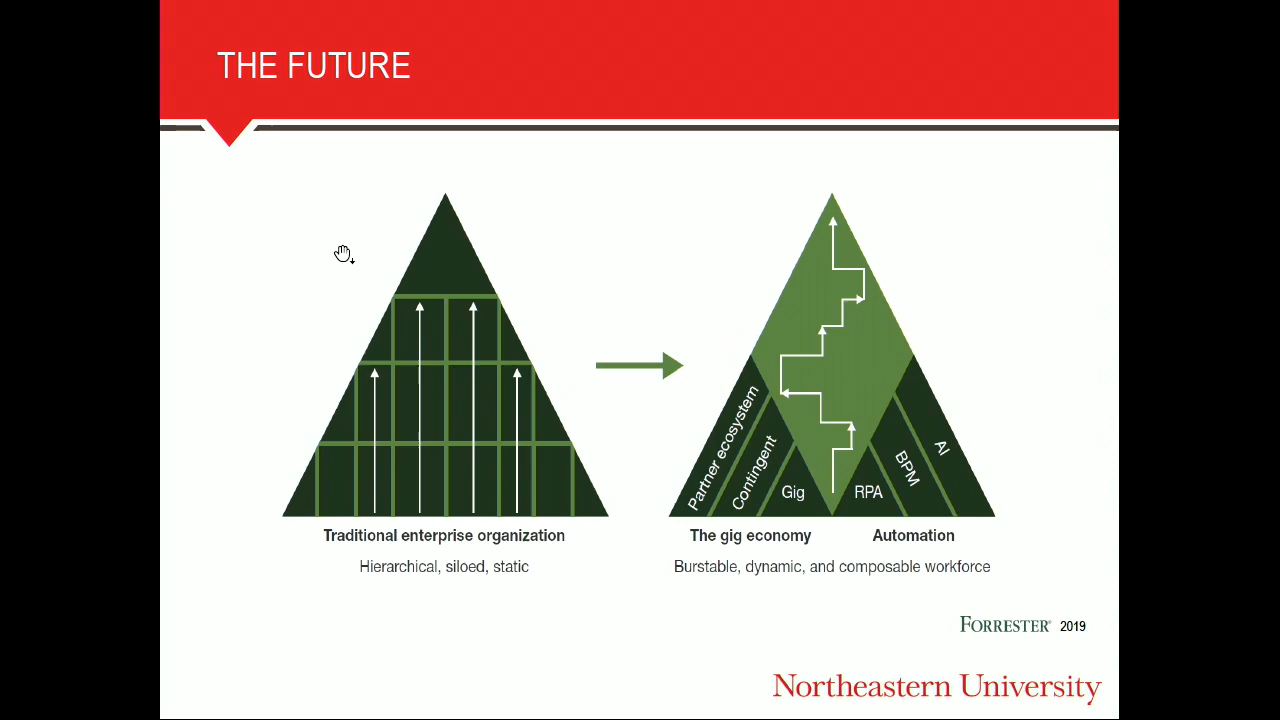 THE FUTURE
Partner ecosystem
Contingent
Gig
RPA
BPM
AI
Traditional enterprise organization
Hierarchical, siloed, static
The gig economy
Automation
Burstable, dynamic, and composable workforce
FORRESTER® 2019
Northeastern University